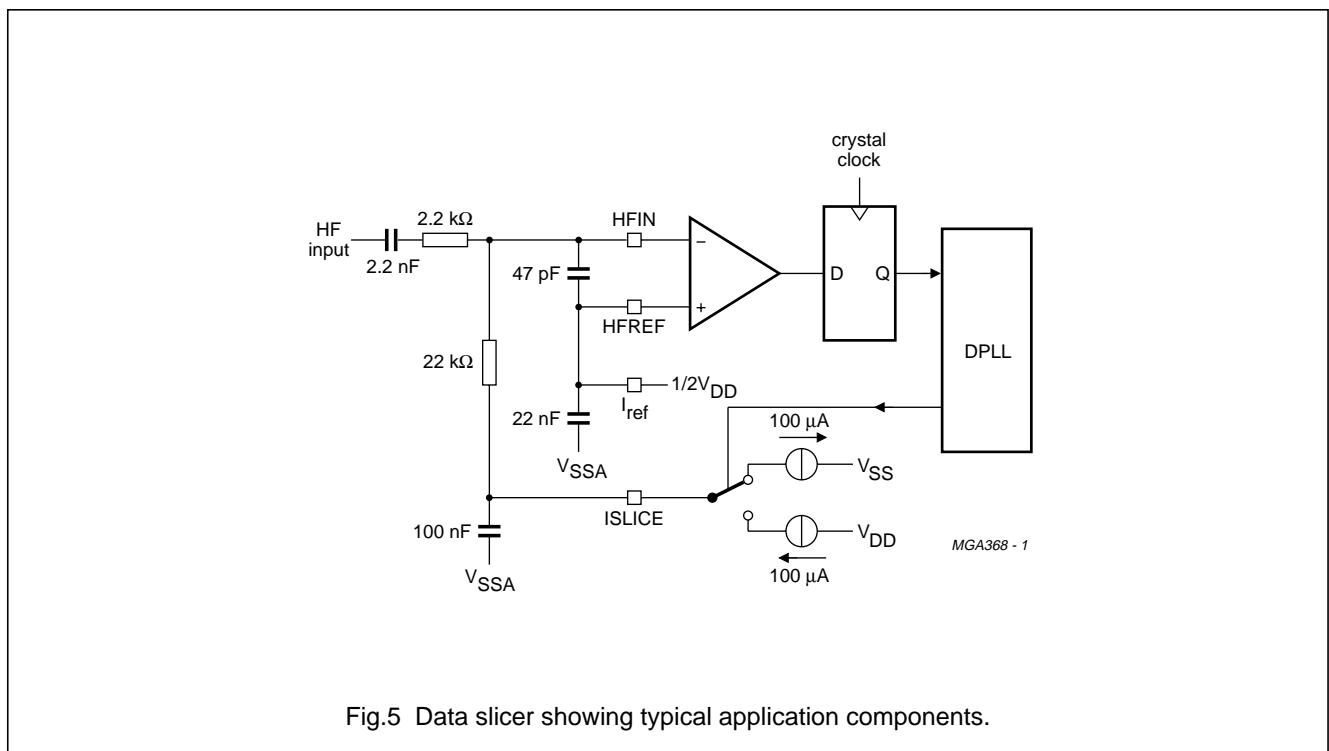 crystal
clock
HF
input
2.2 nF
2.2 kΩ
HFIN
47 pF
HFREF
−
+
D
Q
DPLL
22 kΩ
Iref
1/2VDD
22 nF
VSSA
100 µA
VSS
ISLICE
100 nF
VSSA
VDD
100 µA
MGA368 - 1
Fig.5 Data slicer showing typical application components.